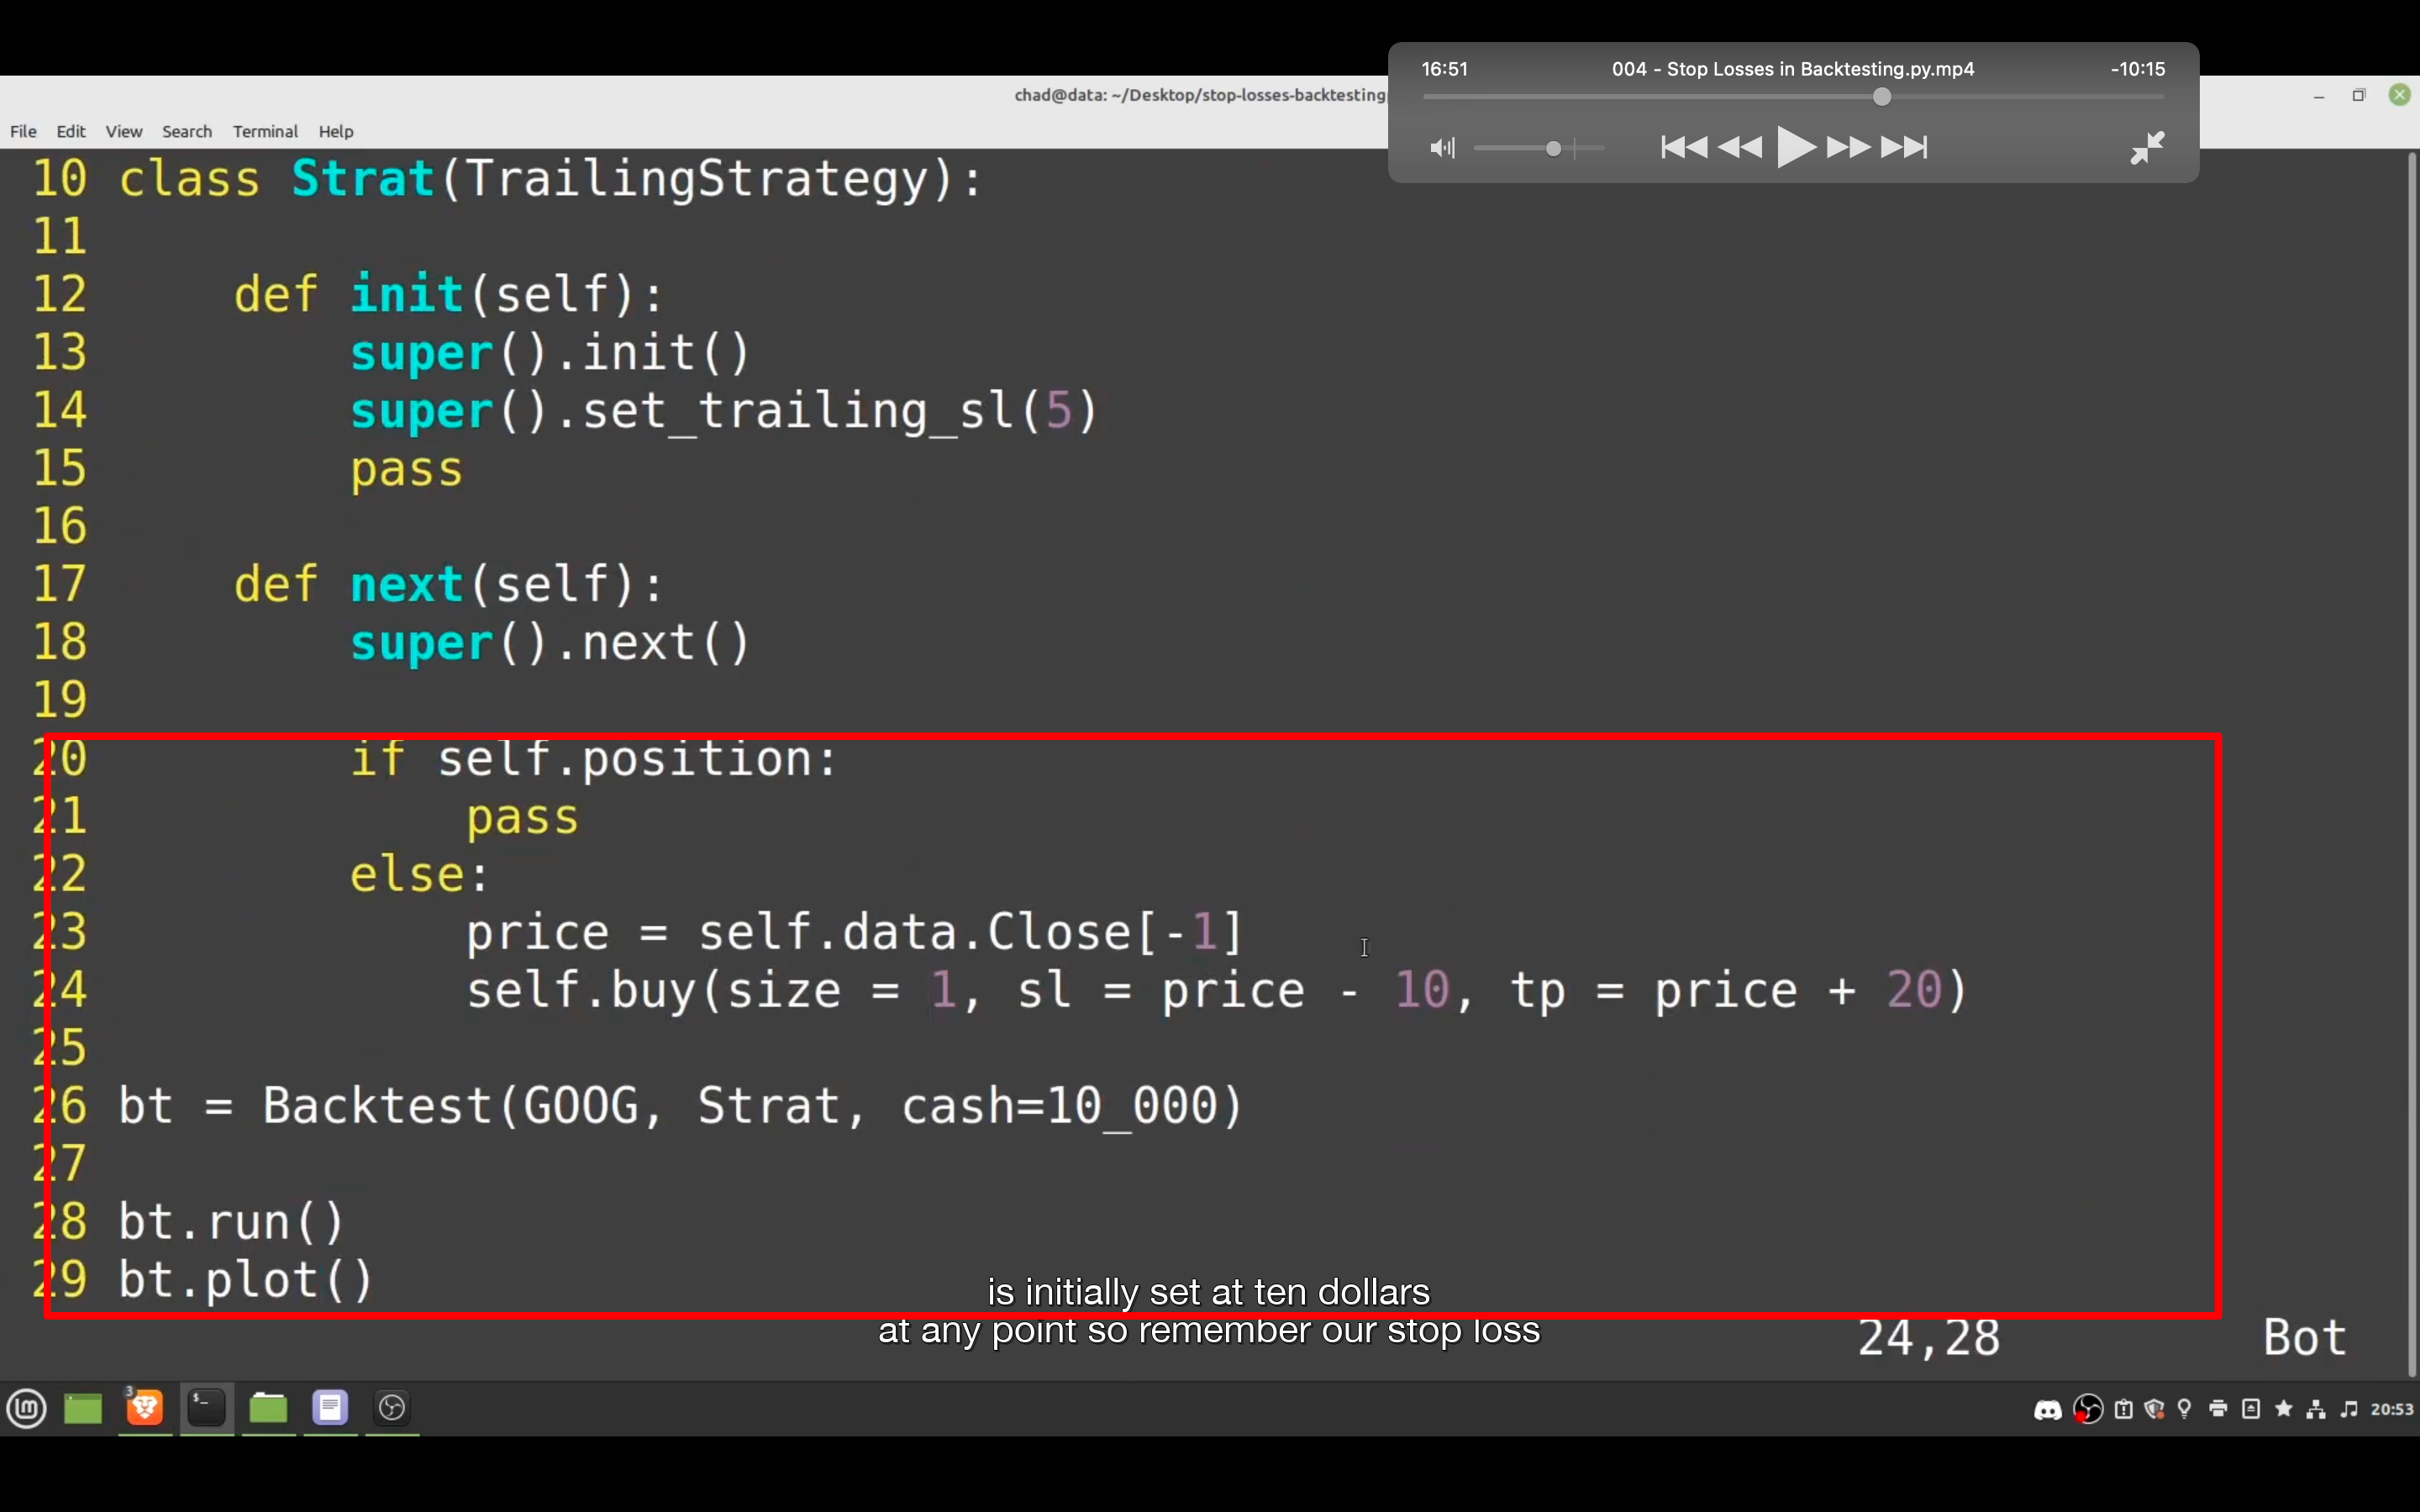 16:51 004 - Stop Losses in Backtesting.py.mp4 -10:15
chad@data: ~/Desktop/stop-losses-backtesting
File Edit View Search Terminal Help
10 class Strat(TrailingStrategy):
11
12 def init(self):
13 super().init()
14 super().set_trailing_sl(5)
15 pass
16
17 def next(self):
18 super().next()
19
20 if self.position:
21 pass
22 else:
23 price = self.data.Close[-1]
24 self.buy(size = 1, sl = price - 10, tp = price + 20)
25
26 bt = Backtest(GOOG, Strat, cash=10_000)
27
28 bt.run()
29 bt.plot()
is initially set at ten dollars
at any point so remember our stop loss
24,28 Bot
3
$_
20:53